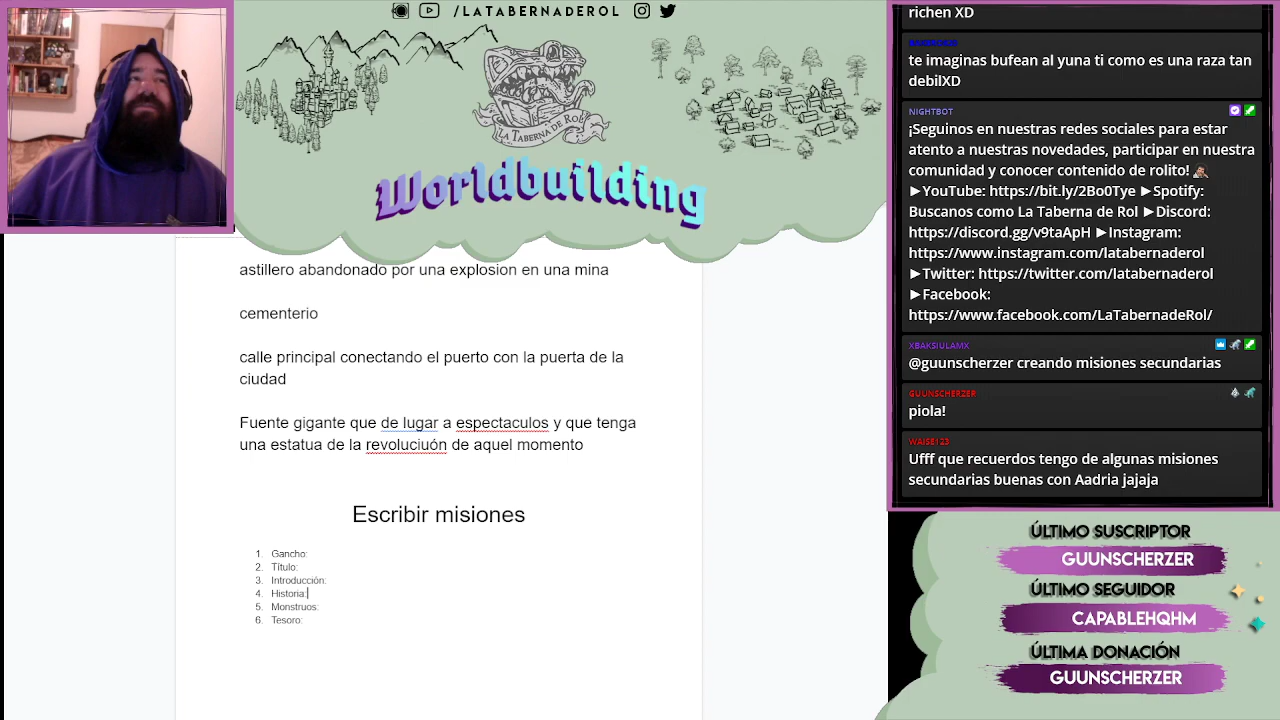 /LATABERNADEROL
LA TABERNA DE ROL
Worldbuilding
astillero abandonado por una explosion en una mina
cementerio
calle principal conectando el puerto con la puerta de la
ciudad
Fuente gigante que de lugar a espectaculos y que tenga
una estatua de la revoluciuón de aquel momento
Escribir misiones
1. Gancho:
2. Título:
3. Introducción:
4. Historia:
5. Monstruos:
6. Tesoro:
richen XD
te imaginas bufean al yuna ti como es una raza tan
debilXD
NIGHTBOT
¡Seguinos en nuestras redes sociales para estar
atento a nuestras novedades, participar en nuestra
comunidad y conocer contenido de rolito!
►YouTube: https://bit.ly/2Bo0Tye ►Spotify:
Buscanos como La Taberna de Rol ►Discord:
https://discord.gg/v9taApH ►Instagram:
https://www.instagram.com/latabernaderol
►Twitter: https://twitter.com/latabernaderol
►Facebook:
https://www.facebook.com/LaTabernadeRol/
XBAKSIULAMX
@guunscherzer creando misiones secundarias
GUUNSCHERZER
piola!
WAISE123
Ufff que recuerdos tengo de algunas misiones
secundarias buenas con Aadria jajaja
ÚLTIMO SUSCRIPTOR
GUUNSCHERZER
ÚLTIMO SEGUIDOR
CAPABLEHQHM
ÚLTIMA DONACIÓN
GUUNSCHERZER